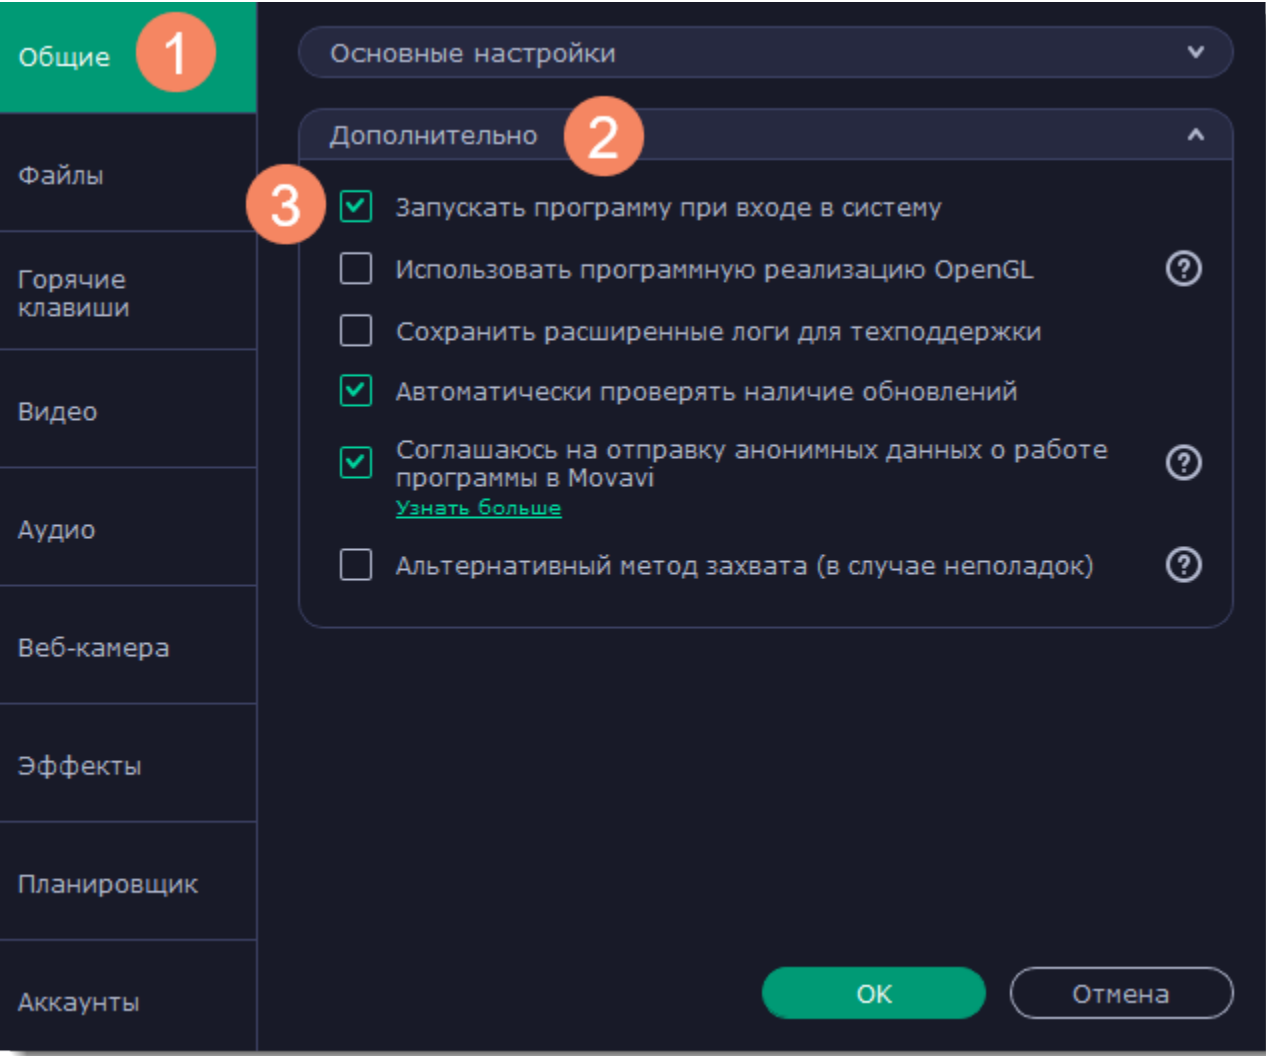 Общие 1
Основные настройки
Дополнительно 2
Файлы
3 Запускать программу при входе в систему
Горячие
клавиши
Использовать программную реализацию OpenGL ?
Сохранить расширенные логи для техподдержки
Видео
Автоматически проверять наличие обновлений
Соглашаюсь на отправку анонимных данных о работе ?
программы в Movavi
Узнать больше
Аудио
Альтернативный метод захвата (в случае неполадок) ?
Веб-камера
Эффекты
Планировщик
Аккаунты
OK
Отмена